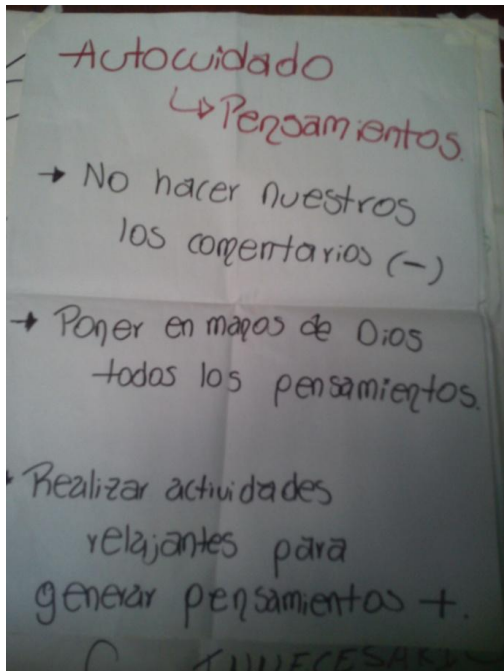 Autocuidado
↳ Pensamientos.
→ No hacer nuestros
los comentarios (-)
→ Poner en manos de Dios
todos los pensamientos.
Realizar actividades
relajantes para
generar pensamientos +.